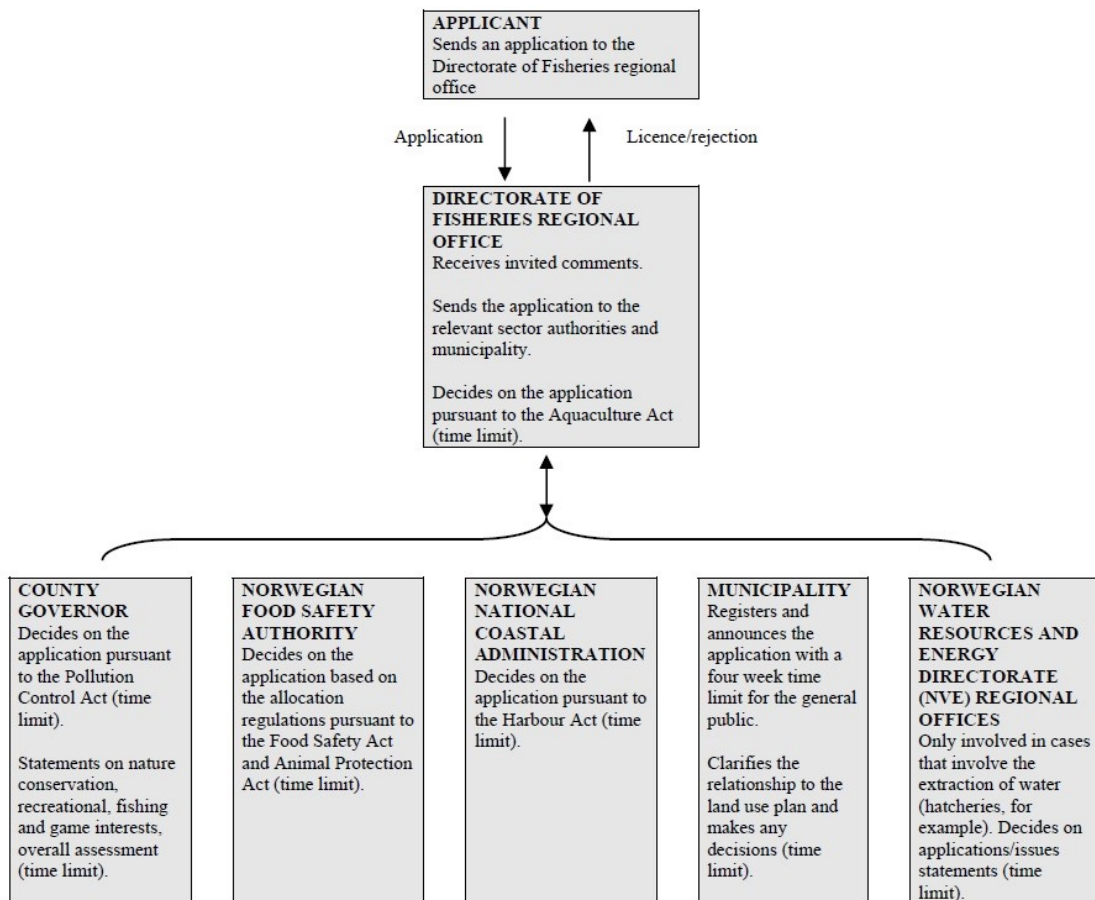 APPLICANT
Sends an application to the
Directorate of Fisheries regional
office
Application
Licence/rejection
DIRECTORATE OF
FISHERIES REGIONAL
OFFICE
Receives invited comments.
Sends the application to the
relevant sector authorities and
municipality.
Decides on the application
pursuant to the Aquaculture Act
(time limit).
COUNTY
GOVERNOR
Decides on the
application pursuant
to the Pollution
Control Act (time
limit).
Statements on nature
conservation,
recreational, fishing
and game interests,
overall assessment
(time limit).
NORWEGIAN
FOOD SAFETY
AUTHORITY
Decides on the
application based on
the allocation
regulations pursuant to
the Food Safety Act
and Animal Protection
Act (time limit).
NORWEGIAN
NATIONAL
COASTAL
ADMINISTRATION
Decides on the
application pursuant to
the Harbour Act (time
limit).
MUNICIPALITY
Registers and
announces the
application with a
four week time
limit for the general
public.
Clarifies the
relationship to the
land use plan and
makes any
decisions (time
limit).
NORWEGIAN
WATER
RESOURCES AND
ENERGY
DIRECTORATE
(NVE) REGIONAL
OFFICES
Only involved in cases
that involve the
extraction of water
(hatcheries, for
example). Decides on
applications/issues
statements (time
limit).